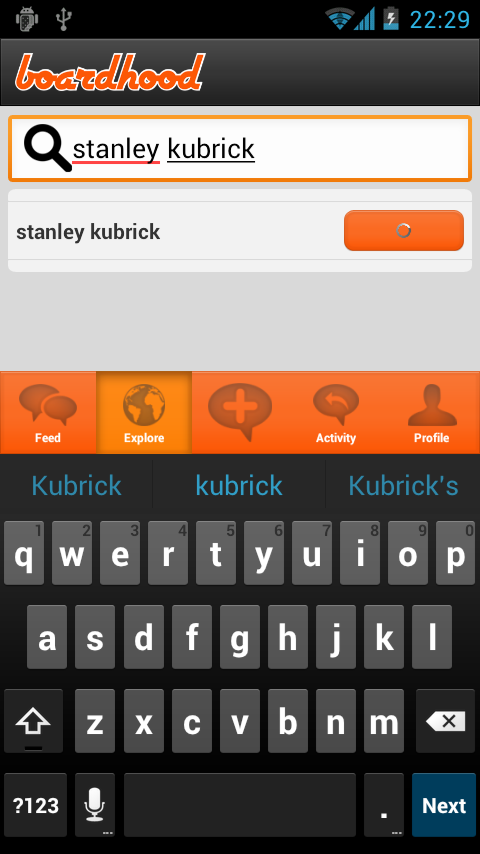 22:29
boardhood
stanley kubrick
stanley kubrick
Feed Explore Activity Profile
Kubrick kubrick Kubrick's
1 2 3 4 5 6 7 8 9 0
q w e r t y u i o p
a s d f g h j k l
z x c v b n m
?123 ... . ... Next